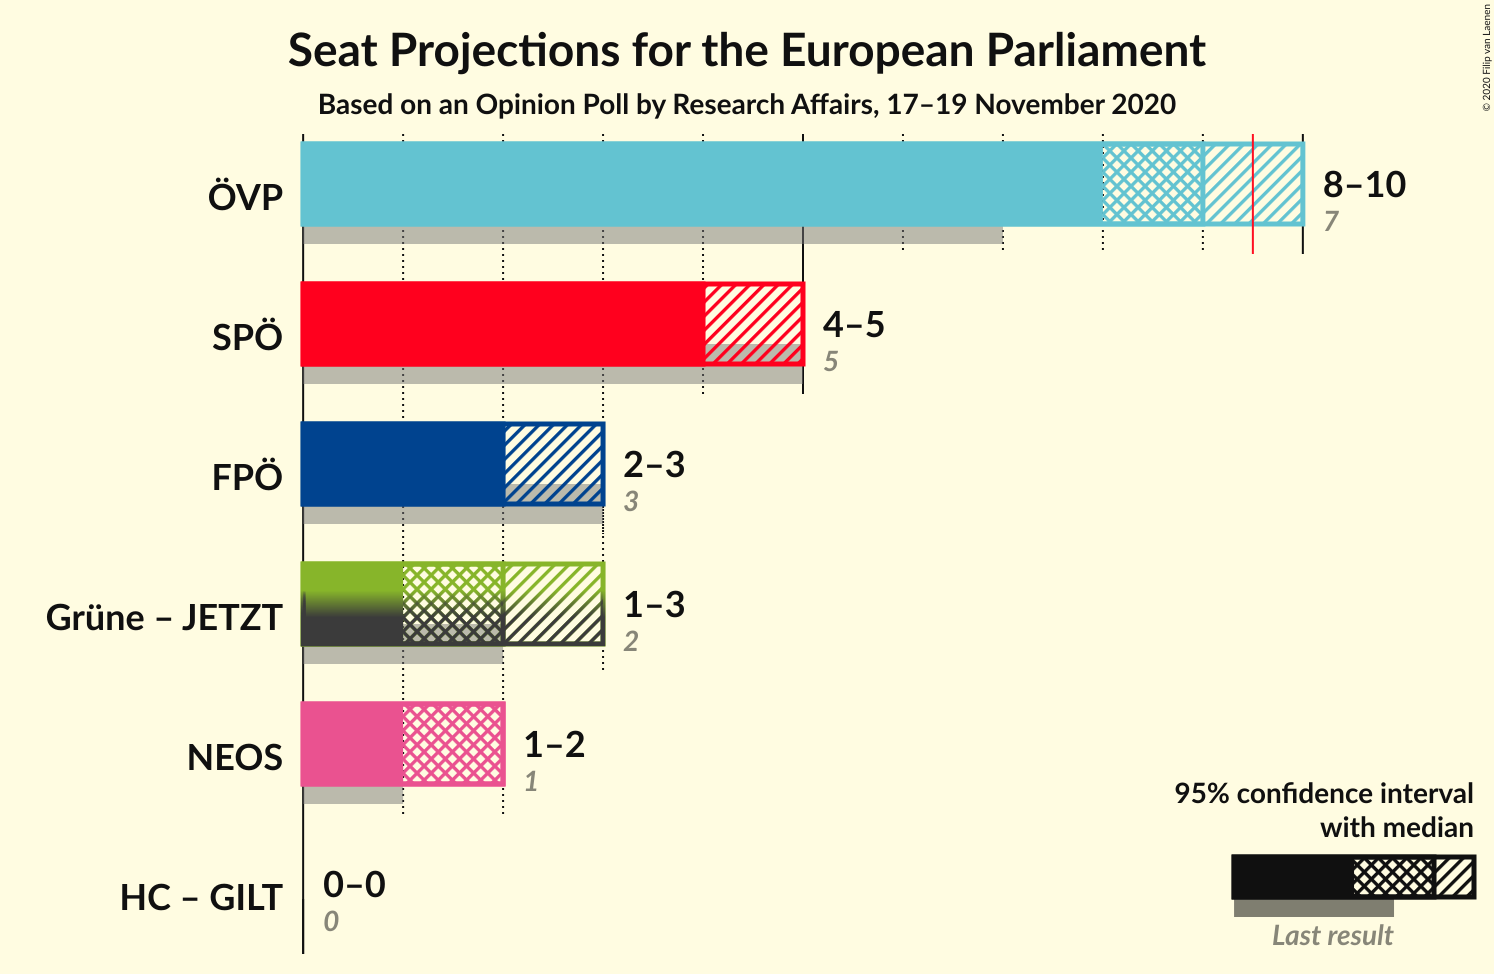 Seat Projections for the European Parliament
Based on an Opinion Poll by Research Affairs, 17–19 November 2020
© 2020 Filip van Laenen
ÖVP
8–10
7
SPÖ
4–5
5
FPÖ
2–3
3
Grüne – JETZT
1–3
2
NEOS
1–2
1
HC – GILT
0–0
0
95% confidence interval
with median
Last result